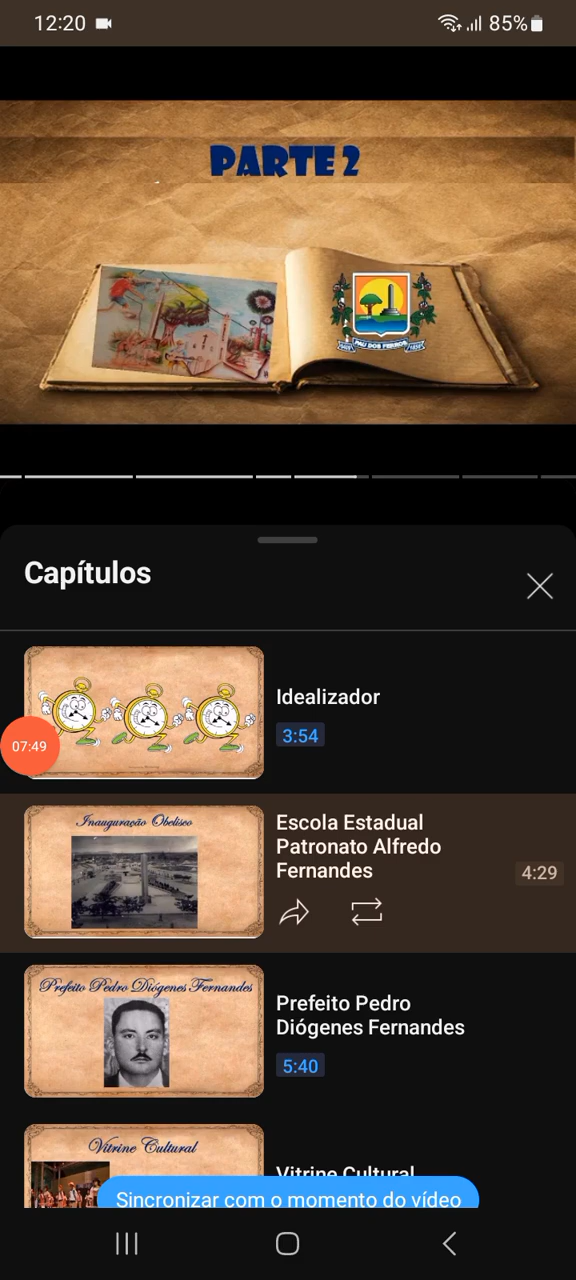 12:20
85%
PARTE 2
PAU DOS FERROS
Capítulos
Idealizador
3:54
07:49
Inauguração Obelisco
Escola Estadual
Patronato Alfredo
Fernandes
4:29
Prefeito Pedro Diógenes Fernandes
Prefeito Pedro
Diógenes Fernandes
5:40
Vitrine Cultural
Vitrine Cultural
Sincronizar com o momento do vídeo